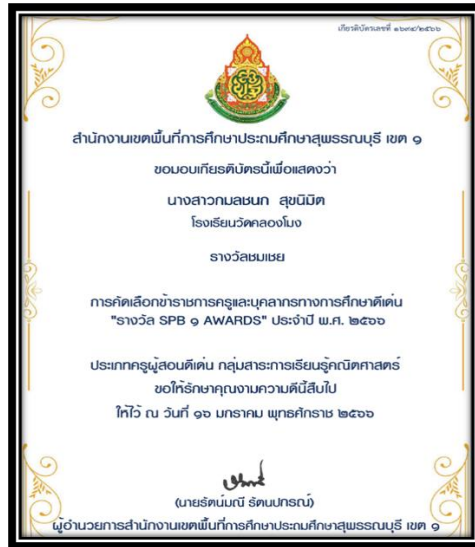 เกียรติบัตรเลขที่ ๑๖๙๔/๒๕๖๖
สำนักงานเขตพื้นที่การศึกษาประถมศึกษาสุพรรณบุรี เขต ๑
ขอมอบเกียรติบัตรนี้เพื่อแสดงว่า
นางสาวกมลชนก สุขนิมิต
โรงเรียนวัดคลองโมง
รางวัลชมเชย
การคัดเลือกข้าราชการครูและบุคลากรทางการศึกษาดีเด่น
"รางวัล SPB ๑ AWARDS" ประจำปี พ.ศ. ๒๕๖๖
ประเภทครูผู้สอนดีเด่น กลุ่มสาระการเรียนรู้คณิตศาสตร์
ขอให้รักษาคุณงามความดีนี้สืบไป
ให้ไว้ ณ วันที่ ๑๖ มกราคม พุทธศักราช ๒๕๖๖
(นายรัตน์มณี รัตนปกรณ์)
ผู้อำนวยการสำนักงานเขตพื้นที่การศึกษาประถมศึกษาสุพรรณบุรี เขต ๑